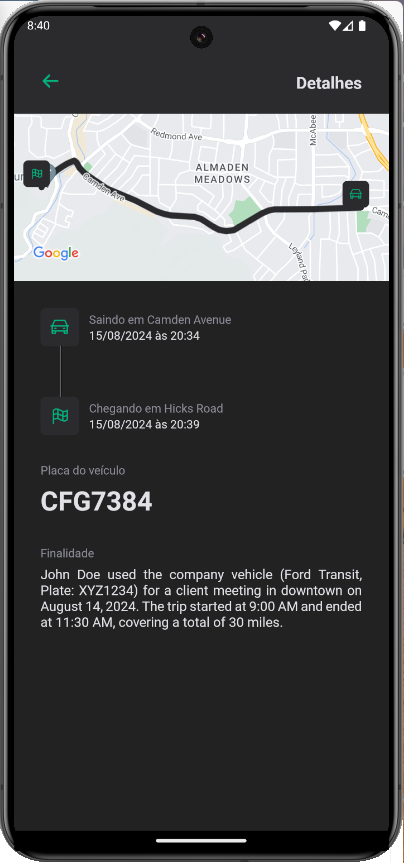 8:40
Detalhes
Redmond Ave
McAbee
ALMADEN
MEADOWS
Camden Ave
Cam
Google
Saindo em Camden Avenue
15/08/2024 às 20:34
Chegando em Hicks Road
15/08/2024 às 20:39
Placa do veículo
CFG7384
Finalidade
John Doe used the company vehicle (Ford Transit,
Plate: XYZ1234) for a client meeting in downtown on
August 14, 2024. The trip started at 9:00 AM and ended
at 11:30 AM, covering a total of 30 miles.